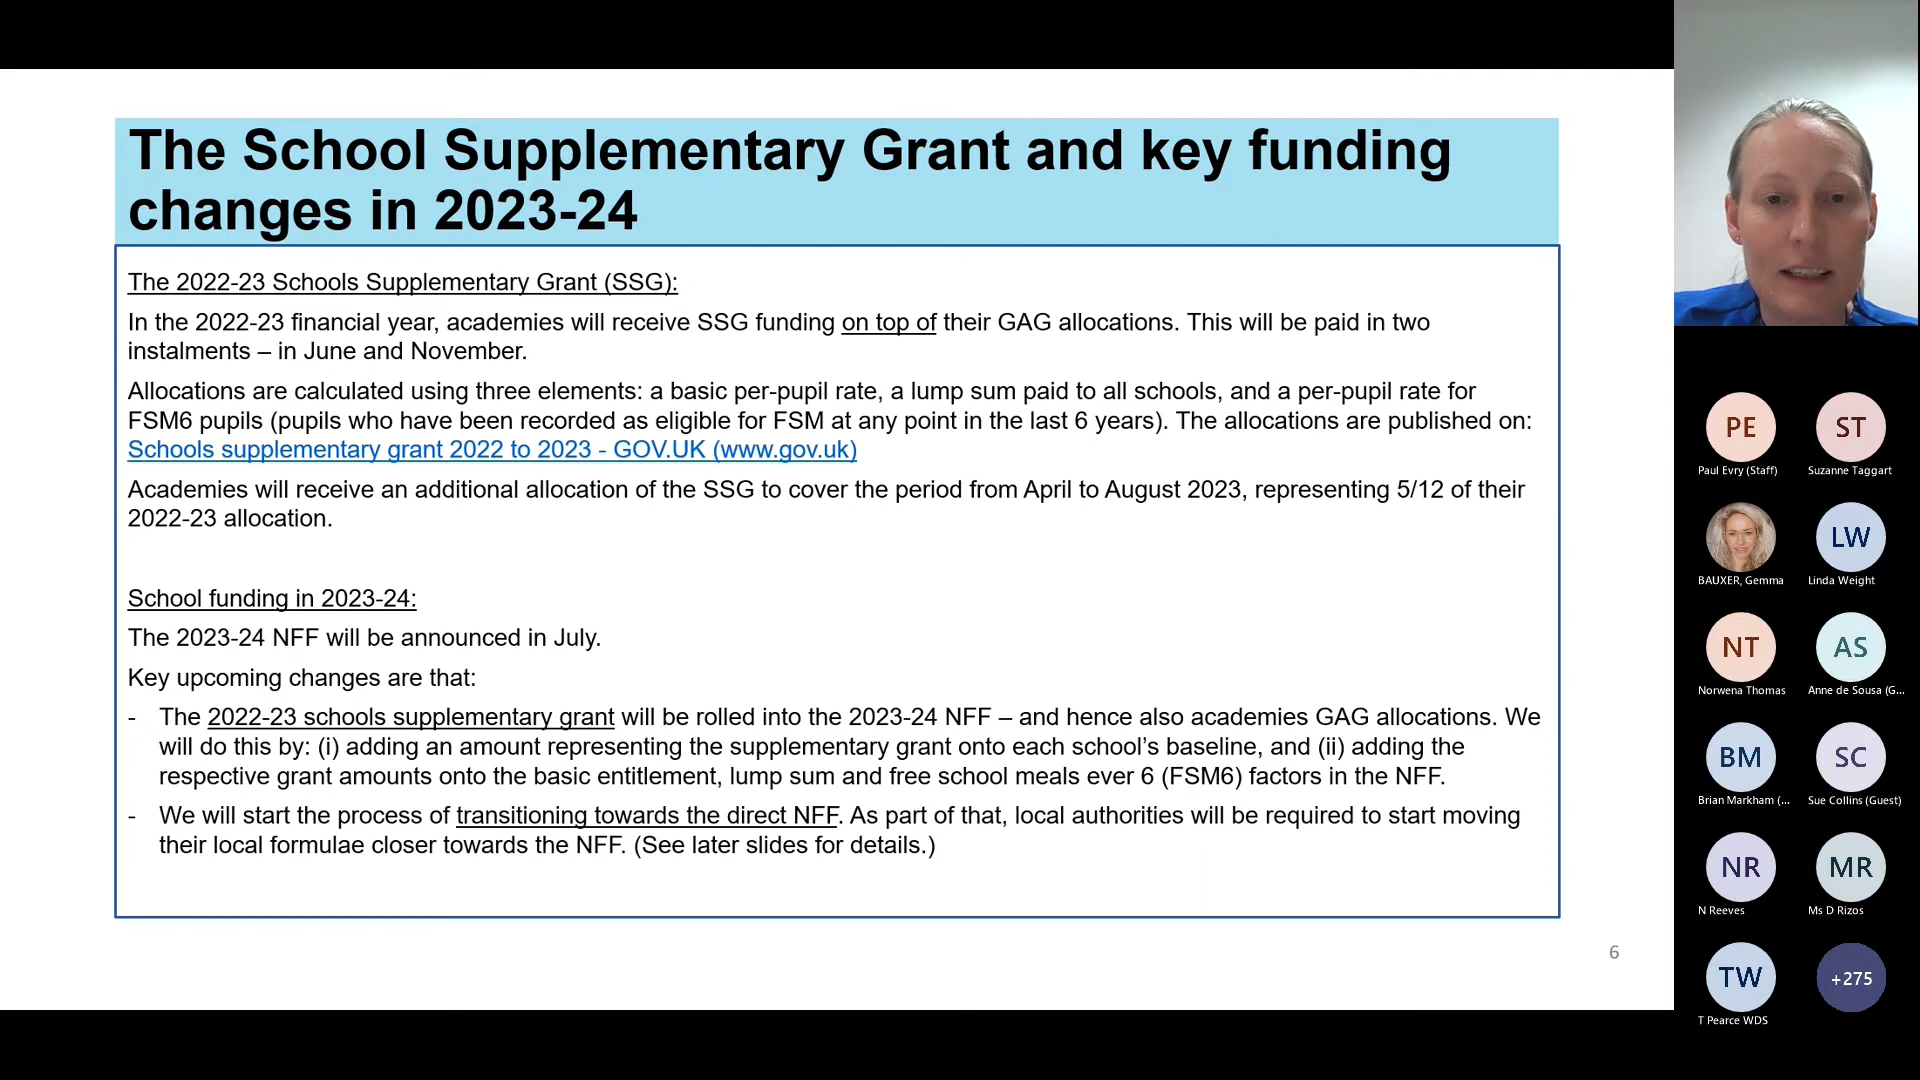 The School Supplementary Grant and key funding
changes in 2023-24
The 2022-23 Schools Supplementary Grant (SSG):
In the 2022-23 financial year, academies will receive SSG funding on top of their GAG allocations. This will be paid in two
instalments – in June and November.
Allocations are calculated using three elements: a basic per-pupil rate, a lump sum paid to all schools, and a per-pupil rate for
FSM6 pupils (pupils who have been recorded as eligible for FSM at any point in the last 6 years). The allocations are published on:
Schools supplementary grant 2022 to 2023 - GOV.UK (www.gov.uk)
Academies will receive an additional allocation of the SSG to cover the period from April to August 2023, representing 5/12 of their
2022-23 allocation.
School funding in 2023-24:
The 2023-24 NFF will be announced in July.
Key upcoming changes are that:
- The 2022-23 schools supplementary grant will be rolled into the 2023-24 NFF – and hence also academies GAG allocations. We
will do this by: (i) adding an amount representing the supplementary grant onto each school’s baseline, and (ii) adding the
respective grant amounts onto the basic entitlement, lump sum and free school meals ever 6 (FSM6) factors in the NFF.
- We will start the process of transitioning towards the direct NFF. As part of that, local authorities will be required to start moving
their local formulae closer towards the NFF. (See later slides for details.)
6
PE ST
Paul Evry (Staff) Suzanne Taggart
LW
BAUXER, Gemma Linda Weight
NT AS
Norwena Thomas Anne de Sousa (G...
BM SC
Brian Markham (... Sue Collins (Guest)
NR MR
N Reeves Ms D Rizos
TW +275
T Pearce WDS